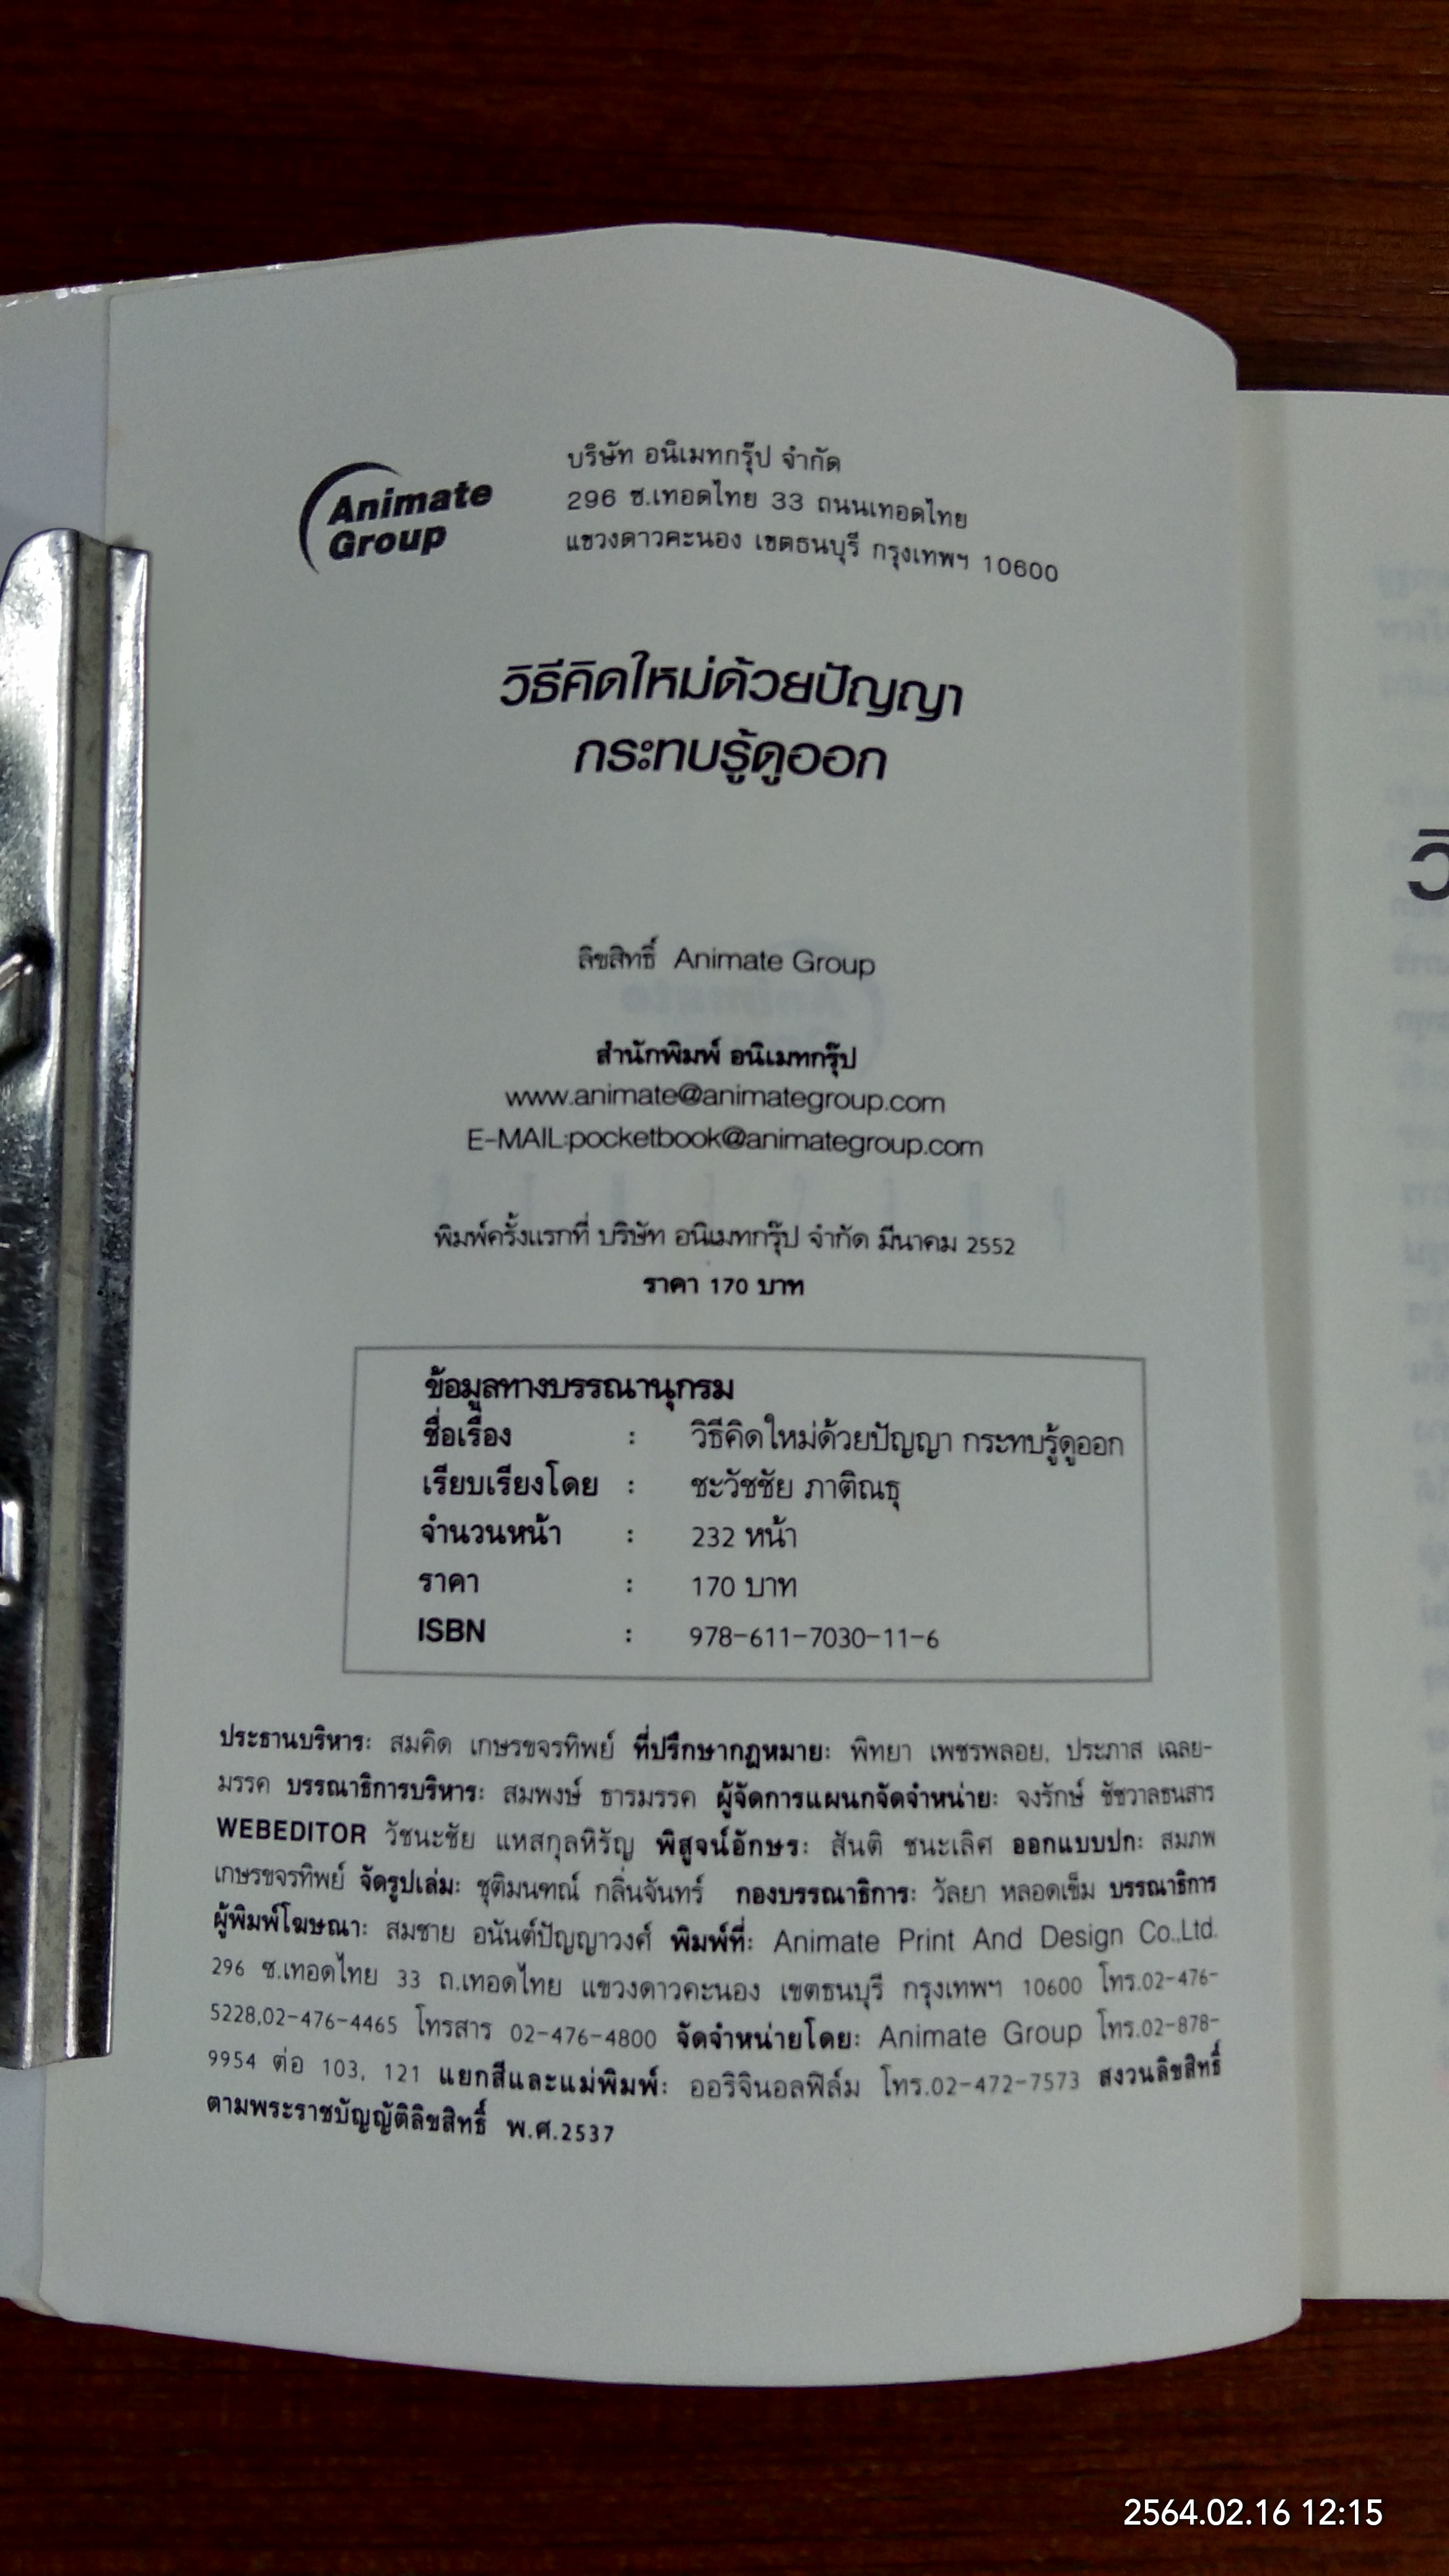 Animate
Group
บริษัท อนิเมทกรุ๊ป จำกัด
296 ซ.เทอดไทย 33 ถนนเทอดไทย
แขวงดาวคะนอง เขตธนบุรี กรุงเทพฯ 10600
วิธีคิดใหม่ด้วยปัญญา
กระทบรู้ดูออก
ลิขสิทธิ์ Animate Group
สำนักพิมพ์ อนิเมทกรุ๊ป
www.animate@animategroup.com
E-MAIL:pocketbook@animategroup.com
พิมพ์ครั้งแรกที่ บริษัท อนิเมทกรุ๊ป จำกัด มีนาคม 2552
ราคา 170 บาท
ข้อมูลทางบรรณานุกรม
ชื่อเรื่อง : วิธีคิดใหม่ด้วยปัญญา กระทบรู้ดูออก
เรียบเรียงโดย : ชะวัชชัย ภาติณธุ
จำนวนหน้า : 232 หน้า
ราคา : 170 บาท
ISBN : 978-611-7030-11-6
ประธานบริหาร: สมคิด เกษรขจรทิพย์ ที่ปรึกษากฎหมาย: พิทยา เพชรพลอย, ประภาส เฉลย-
มรรค บรรณาธิการบริหาร: สมพงษ์ ธารมรรค ผู้จัดการแผนกจัดจำหน่าย: จงรักษ์ ชัชวาลธนสาร
WEBEDITOR วัชนะชัย แหสกุลหิรัญ พิสูจน์อักษร: สันติ ชนะเลิศ ออกแบบปก: สมภพ
เกษรขจรทิพย์ จัดรูปเล่ม: ชุติมนฑณ์ กลิ่นจันทร์ กองบรรณาธิการ: วัลยา หลอดเข็ม บรรณาธิการ
ผู้พิมพ์โฆษณา: สมชาย อนันต์ปัญญาวงศ์ พิมพ์ที่: Animate Print And Design Co.,Ltd.
296 ซ.เทอดไทย 33 ถ.เทอดไทย แขวงดาวคะนอง เขตธนบุรี กรุงเทพฯ 10600 โทร.02-476-
5228,02-476-4465 โทรสาร 02-476-4800 จัดจำหน่ายโดย: Animate Group โทร.02-878-
9954 ต่อ 103, 121 แยกสีและแม่พิมพ์: ออริจินอลฟิล์ม โทร.02-472-7573 สงวนลิขสิทธิ์
ตามพระราชบัญญัติลิขสิทธิ์ พ.ศ.2537
2564.02.16 12:15